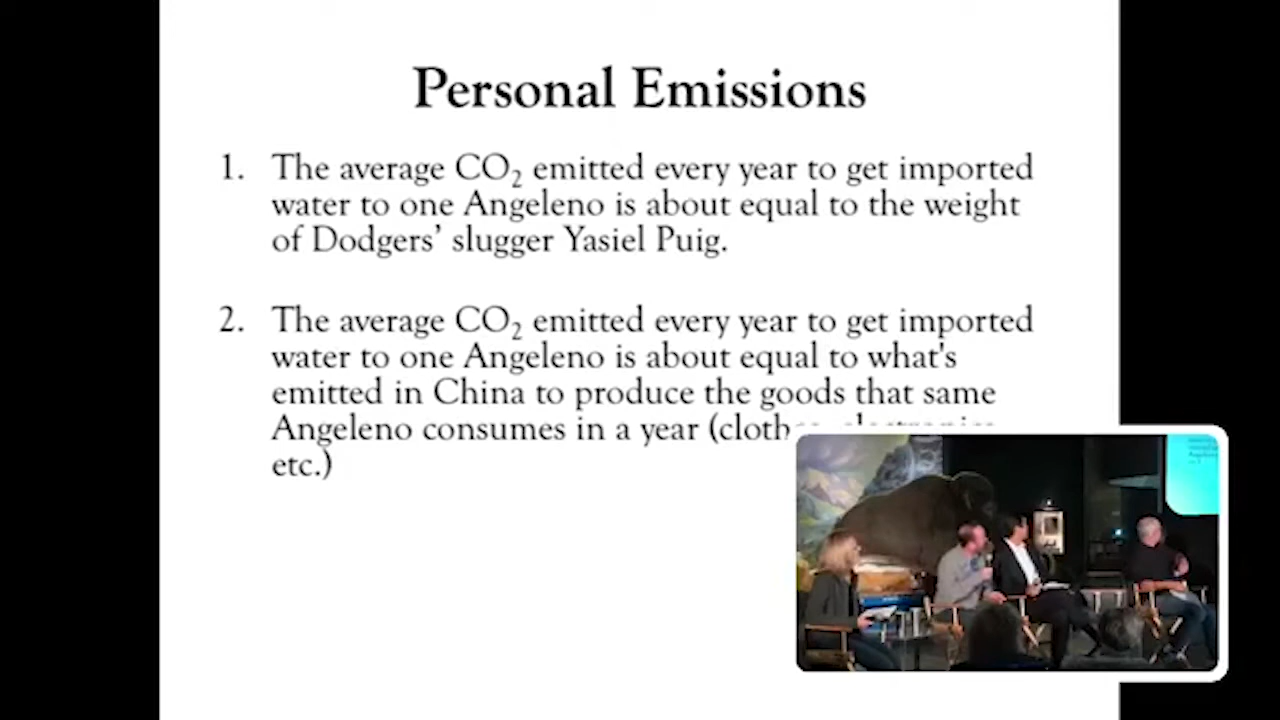 Personal Emissions
1. The average CO₂ emitted every year to get imported
water to one Angeleno is about equal to the weight
of Dodgers' slugger Yasiel Puig.
2. The average CO₂ emitted every year to get imported
water to one Angeleno is about equal to what's
emitted in China to produce the goods that same
Angeleno consumes in a year
etc.)